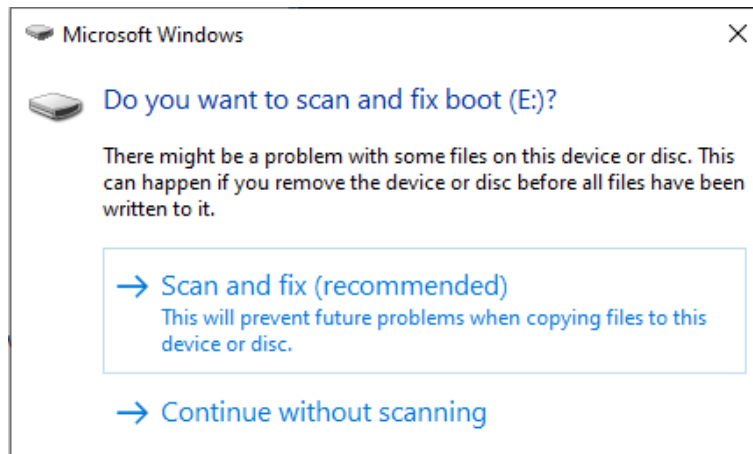 Microsoft Windows
Do you want to scan and fix boot (E:)?
There might be a problem with some files on this device or disc. This
can happen if you remove the device or disc before all files have been
written to it.
Scan and fix (recommended)
This will prevent future problems when copying files to this
device or disc.
Continue without scanning